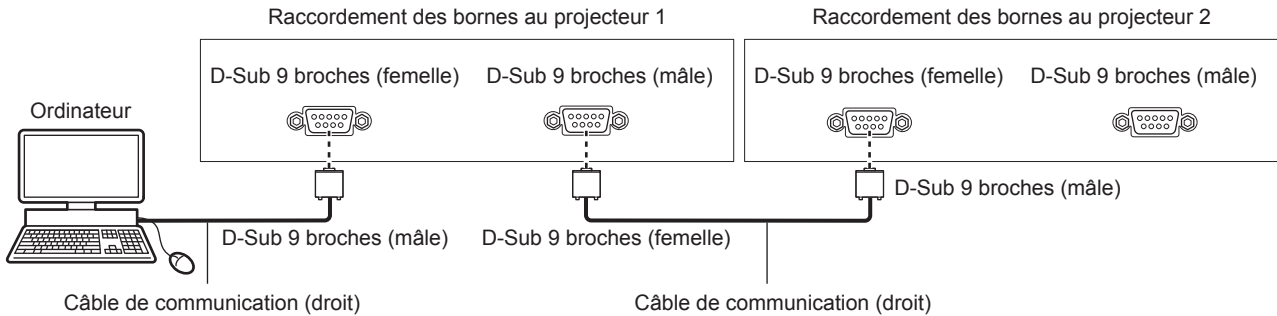 Raccordement des bornes au projecteur 1
Raccordement des bornes au projecteur 2
D-Sub 9 broches (femelle)
D-Sub 9 broches (mâle)
D-Sub 9 broches (femelle)
D-Sub 9 broches (mâle)
Ordinateur
D-Sub 9 broches (mâle)
D-Sub 9 broches (mâle)
D-Sub 9 broches (femelle)
Câble de communication (droit)
Câble de communication (droit)